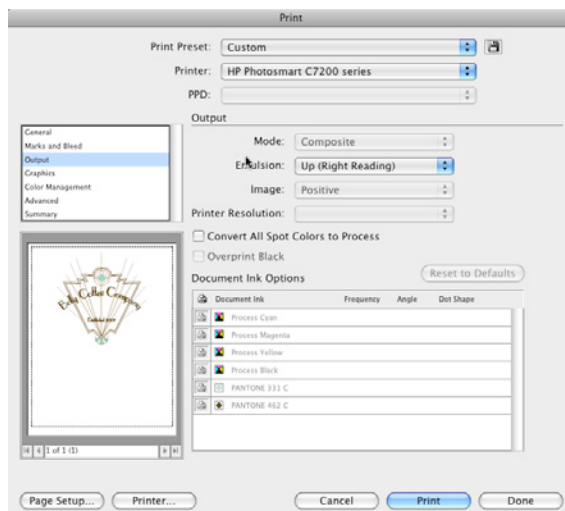 Print
Print Preset: Custom
Printer: HP Photosmart C7200 series
PPD:
Output
General
Marks and Bleed
Output
Graphics
Color Management
Advanced
Summary
Mode: Composite
Emulsion: Up (Right Reading)
Image: Positive
Printer Resolution:
Convert All Spot Colors to Process
Overprint Black
Document Ink Options
Reset to Defaults
Document Ink Frequency Angle Dot Shape
Process Cyan
Process Magenta
Process Yellow
Process Black
PANTONE 331 C
PANTONE 462 C
Bella Coffee Company
1 of 1 (1)
Page Setup... Printer... Cancel Print Done